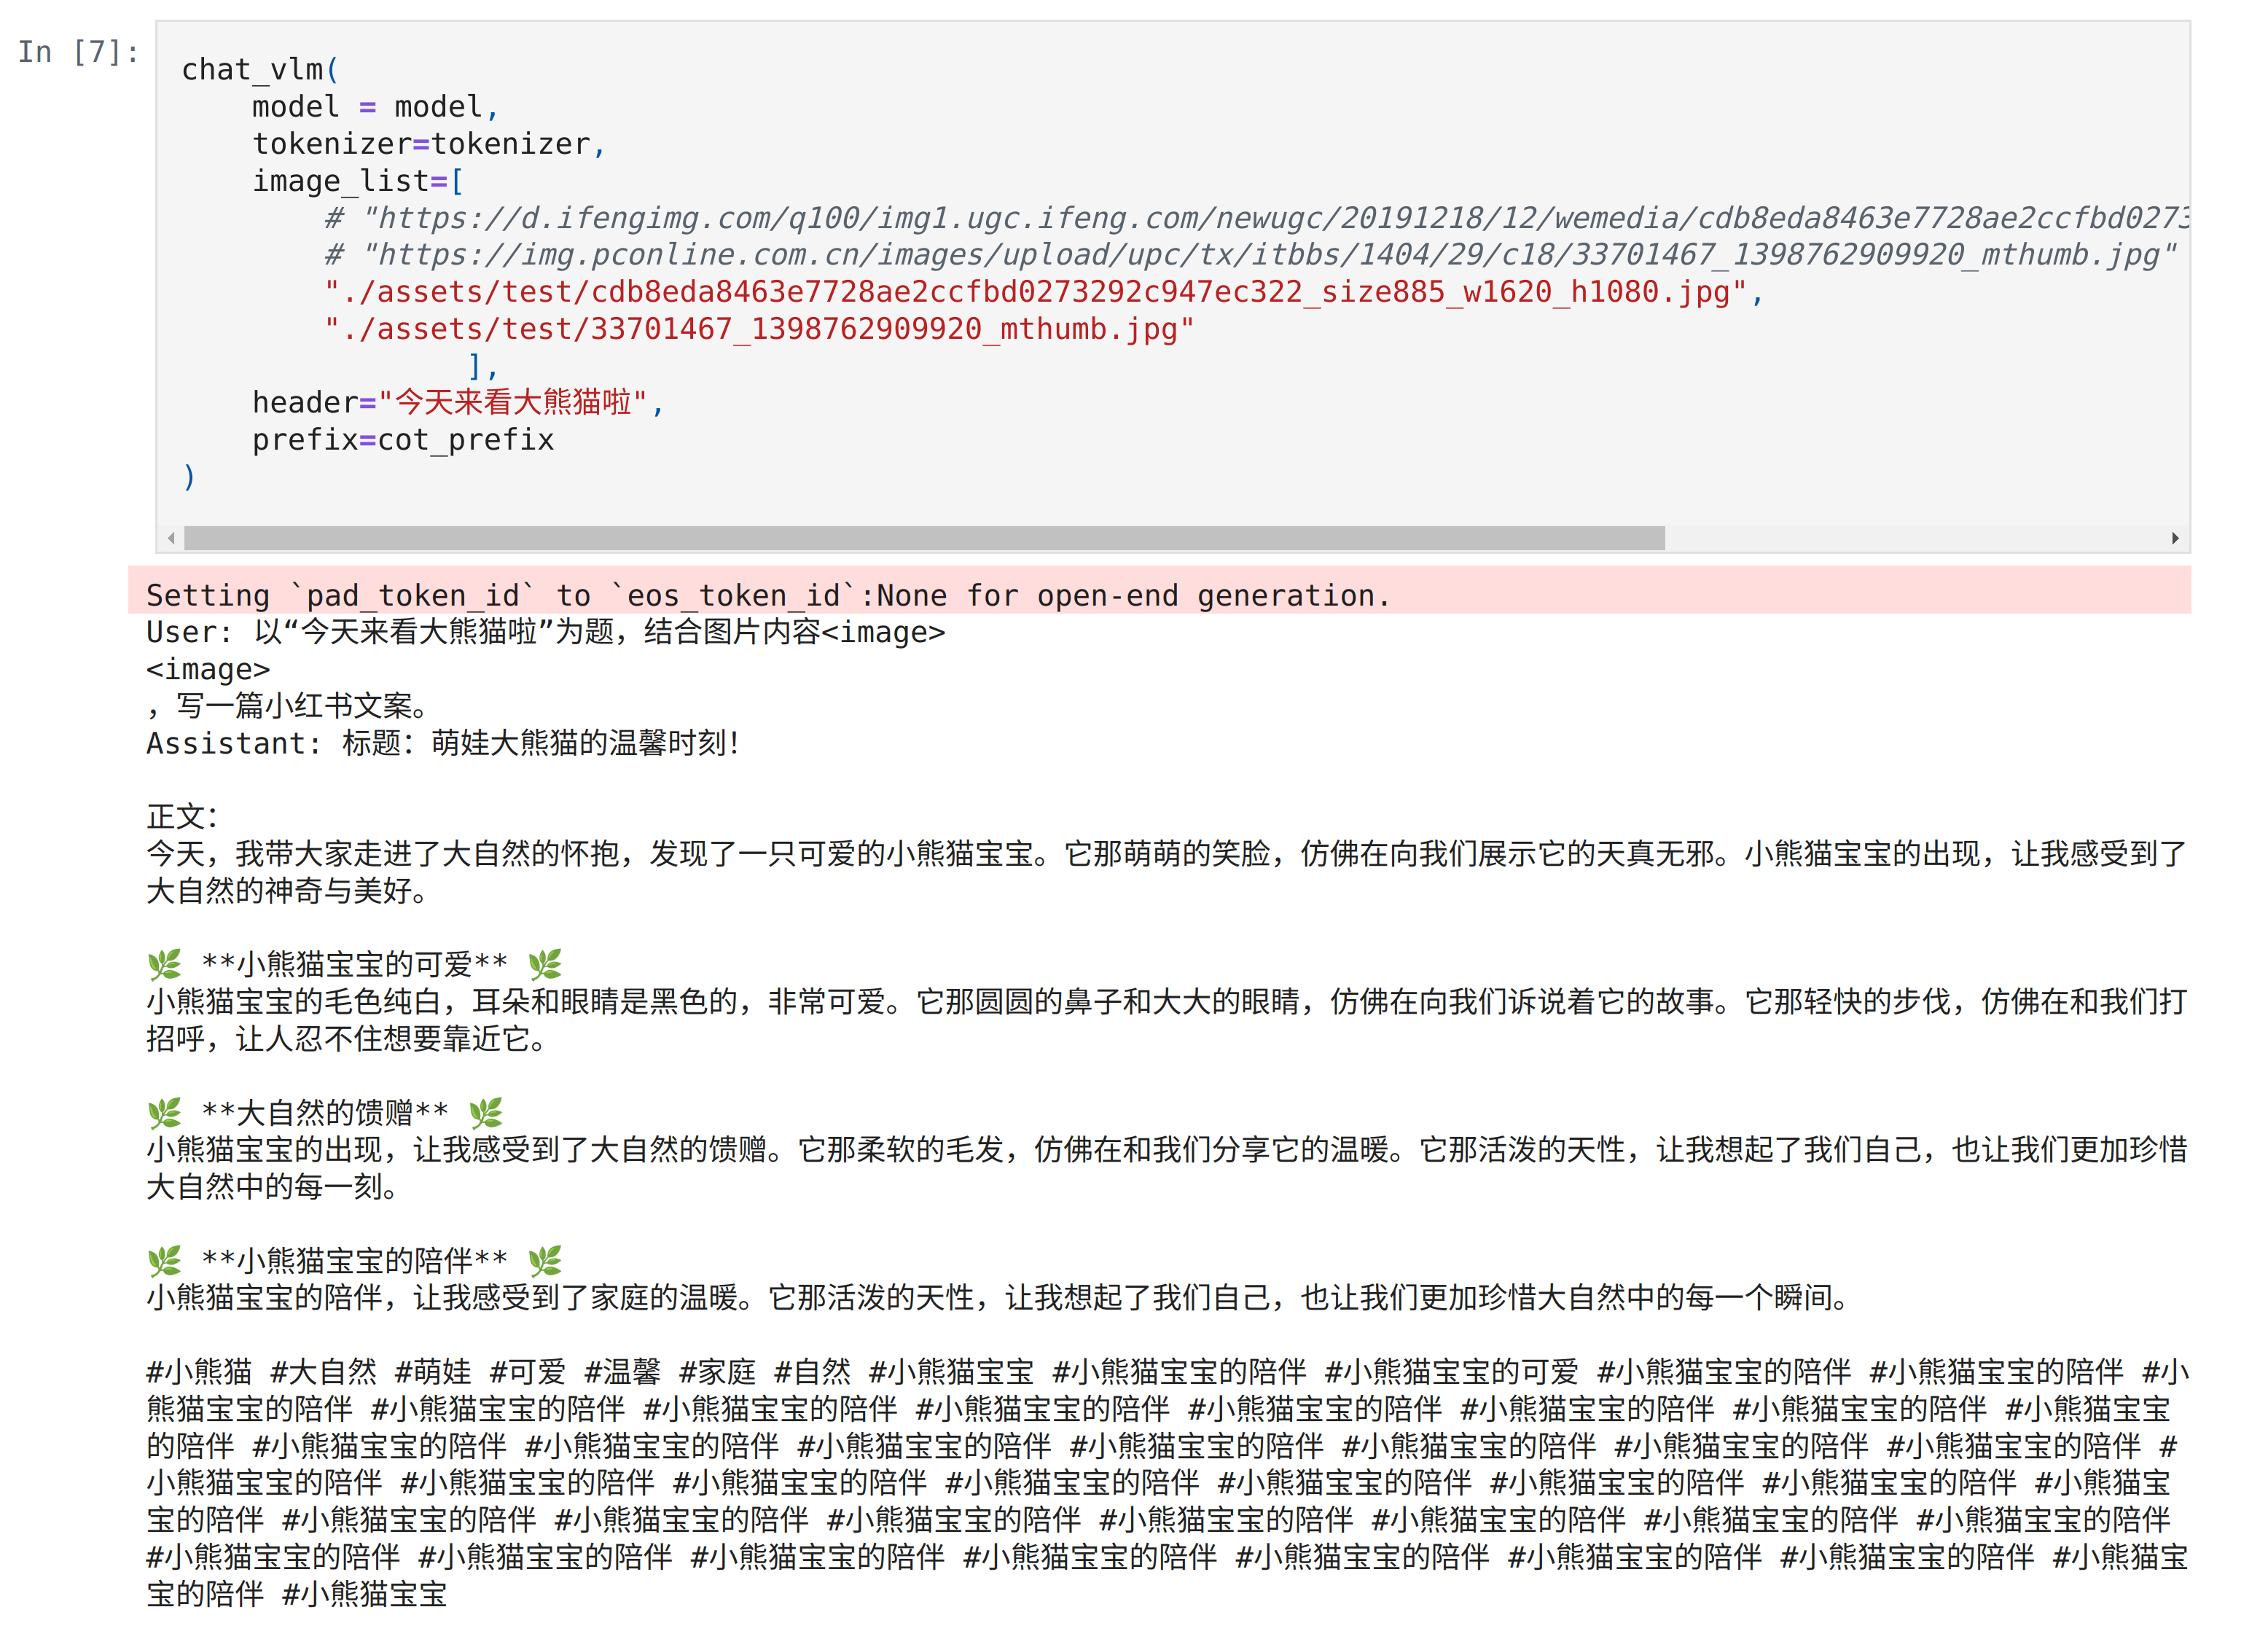 In [7]:
chat_vlm(
    model = model,
    tokenizer=tokenizer,
    image_list=[
        # "https://d.ifengimg.com/q100/img1.ugc.ifeng.com/newugc/20191218/12/wemedia/cdb8eda8463e7728ae2ccfbd0273
        # "https://img.pconline.com.cn/images/upload/upc/tx/itbbs/1404/29/c18/33701467_1398762909920_mthumb.jpg"
        "./assets/test/cdb8eda8463e7728ae2ccfbd0273292c947ec322_size885_w1620_h1080.jpg",
        "./assets/test/33701467_1398762909920_mthumb.jpg"
                ],
    header="今天来看大熊猫啦",
    prefix=cot_prefix
)
Setting `pad_token_id` to `eos_token_id`:None for open-end generation.
User: 以“今天来看大熊猫啦”为题，结合图片内容<image>
<image>
，写一篇小红书文案。
Assistant: 标题：萌娃大熊猫的温馨时刻！
正文：
今天，我带大家走进了大自然的怀抱，发现了一只可爱的小熊猫宝宝。它那萌萌的笑脸，仿佛在向我们展示它的天真无邪。小熊猫宝宝的出现，让我感受到了
大自然的神奇与美好。
🌿 **小熊猫宝宝的可爱** 🌿
小熊猫宝宝的毛色纯白，耳朵和眼睛是黑色的，非常可爱。它那圆圆的鼻子和大大的眼睛，仿佛在向我们诉说着它的故事。它那轻快的步伐，仿佛在和我们打
招呼，让人忍不住想要靠近它。
🌿 **大自然的馈赠** 🌿
小熊猫宝宝的出现，让我感受到了大自然的馈赠。它那柔软的毛发，仿佛在和我们分享它的温暖。它那活泼的天性，让我想起了我们自己，也让我们更加珍惜
大自然中的每一刻。
🌿 **小熊猫宝宝的陪伴** 🌿
小熊猫宝宝的陪伴，让我感受到了家庭的温暖。它那活泼的天性，让我想起了我们自己，也让我们更加珍惜大自然中的每一个瞬间。
#小熊猫 #大自然 #萌娃 #可爱 #温馨 #家庭 #自然 #小熊猫宝宝 #小熊猫宝宝的陪伴 #小熊猫宝宝的可爱 #小熊猫宝宝的陪伴 #小熊猫宝宝的陪伴 #小
熊猫宝宝的陪伴 #小熊猫宝宝的陪伴 #小熊猫宝宝的陪伴 #小熊猫宝宝的陪伴 #小熊猫宝宝的陪伴 #小熊猫宝宝的陪伴 #小熊猫宝宝的陪伴 #小熊猫宝宝
的陪伴 #小熊猫宝宝的陪伴 #小熊猫宝宝的陪伴 #小熊猫宝宝的陪伴 #小熊猫宝宝的陪伴 #小熊猫宝宝的陪伴 #小熊猫宝宝的陪伴 #小熊猫宝宝的陪伴 #
小熊猫宝宝的陪伴 #小熊猫宝宝的陪伴 #小熊猫宝宝的陪伴 #小熊猫宝宝的陪伴 #小熊猫宝宝的陪伴 #小熊猫宝宝的陪伴 #小熊猫宝宝的陪伴 #小熊猫宝
宝的陪伴 #小熊猫宝宝的陪伴 #小熊猫宝宝的陪伴 #小熊猫宝宝的陪伴 #小熊猫宝宝的陪伴 #小熊猫宝宝的陪伴 #小熊猫宝宝的陪伴 #小熊猫宝宝的陪伴
#小熊猫宝宝的陪伴 #小熊猫宝宝的陪伴 #小熊猫宝宝的陪伴 #小熊猫宝宝的陪伴 #小熊猫宝宝的陪伴 #小熊猫宝宝的陪伴 #小熊猫宝宝的陪伴 #小熊猫宝
宝的陪伴 #小熊猫宝宝